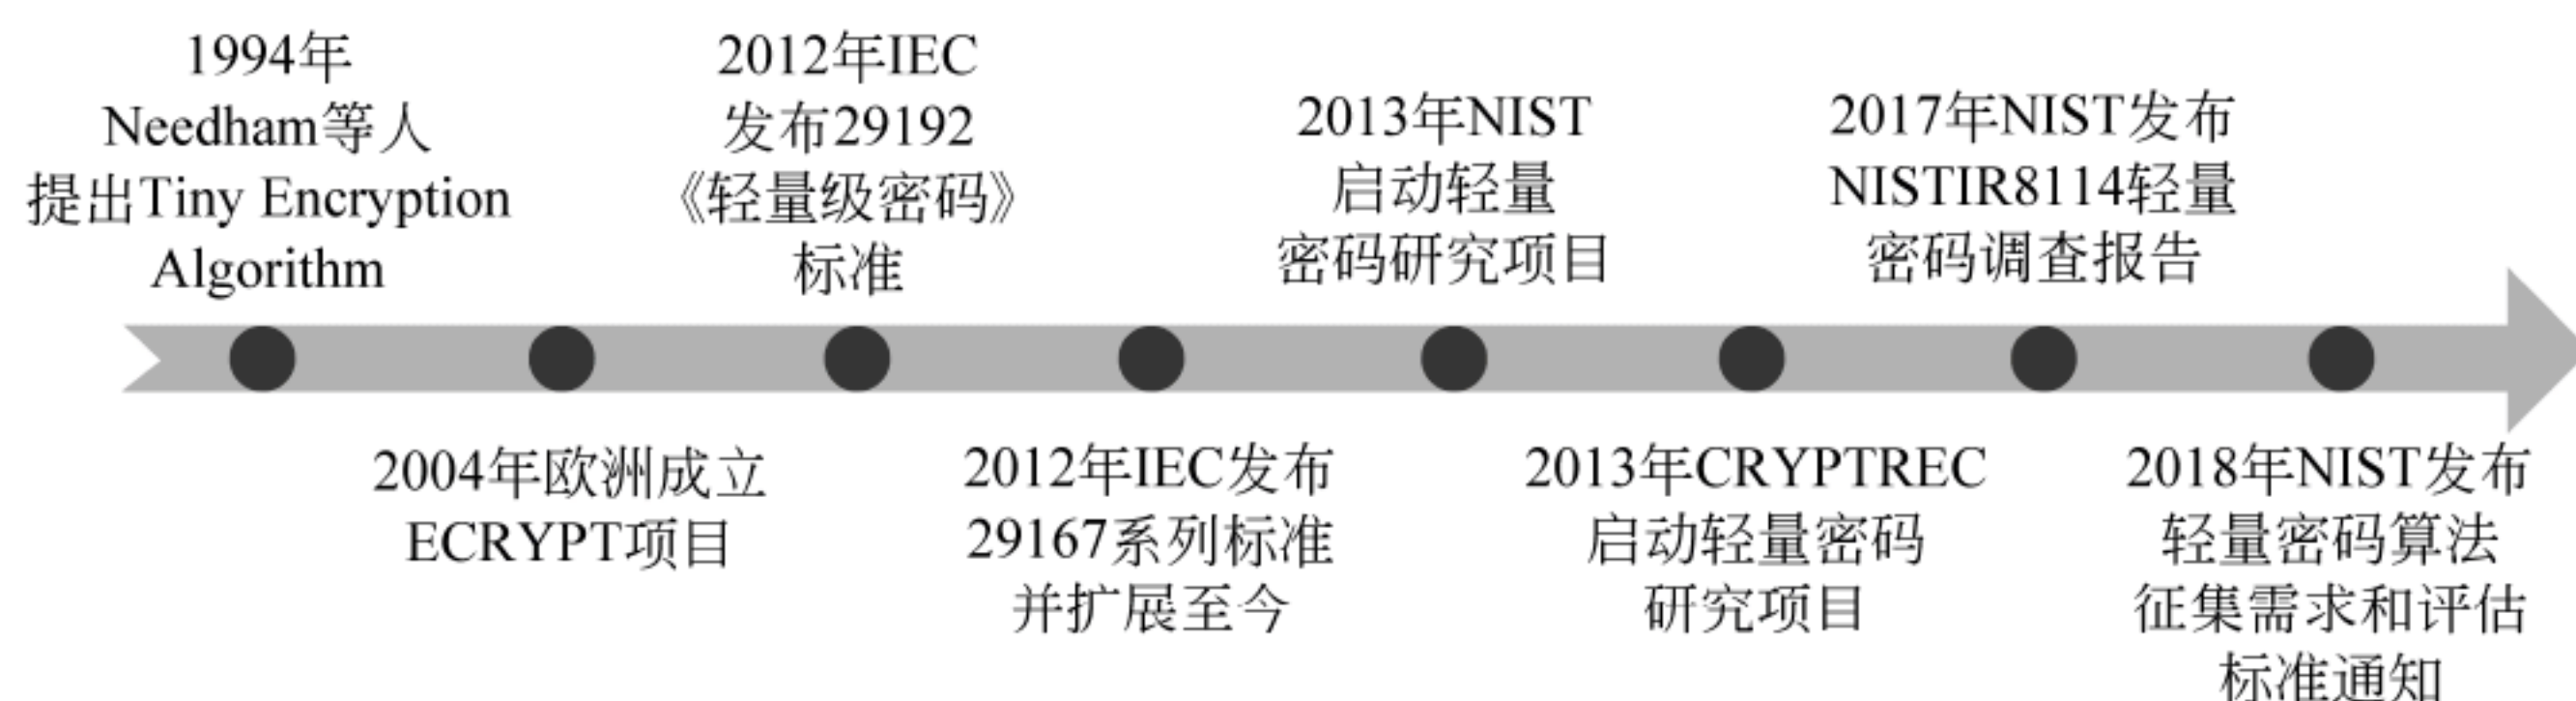 1994年
Needham等人
提出Tiny Encryption
Algorithm
2004年欧洲成立
ECRYPT项目
2012年IEC
发布29192
《轻量级密码》
标准
2012年IEC发布
29167系列标准
并扩展至今
2013年NIST
启动轻量
密码研究项目
2013年CRYPTREC
启动轻量密码
研究项目
2017年NIST发布
NISTIR8114轻量
密码调查报告
2018年NIST发布
轻量密码算法
征集需求和评估
标准通知